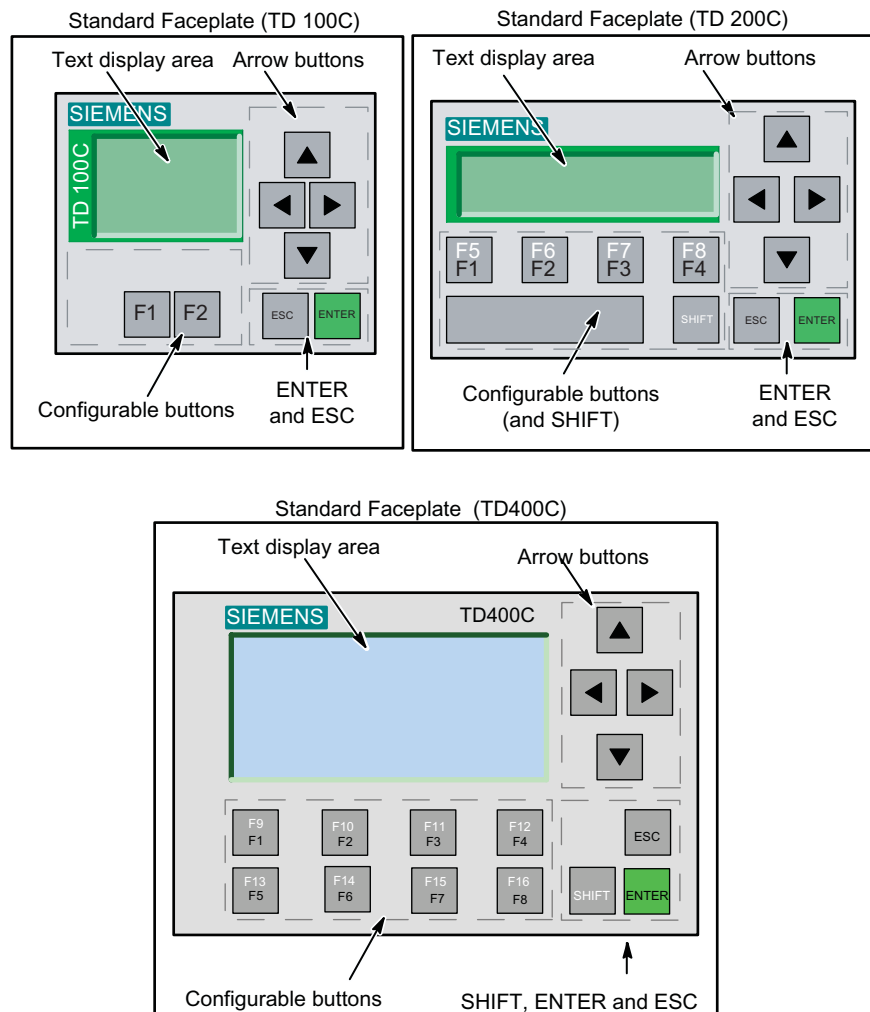 Standard Faceplate (TD 100C)
Text display area Arrow buttons
SIEMENS
TD 100C
F1 F2
ESC ENTER
Configurable buttons
ENTER
and ESC
Standard Faceplate (TD 200C)
Text display area Arrow buttons
SIEMENS
F5 F6 F7 F8
F1 F2 F3 F4
SHIFT ESC ENTER
Configurable buttons
(and SHIFT)
ENTER
and ESC
Standard Faceplate (TD400C)
Text display area Arrow buttons
SIEMENS TD400C
F9 F10 F11 F12
F1 F2 F3 F4
ESC
F13 F14 F15 F16
F5 F6 F7 F8
SHIFT ENTER
Configurable buttons SHIFT, ENTER and ESC